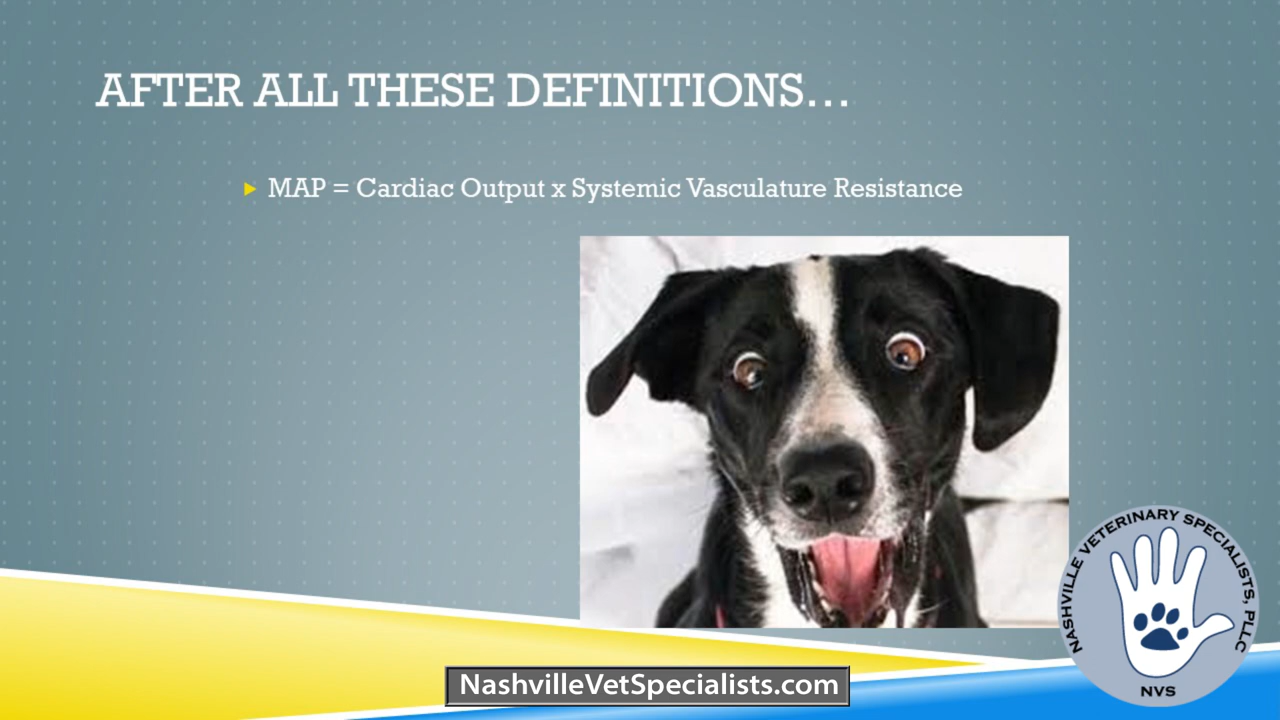 AFTER ALL THESE DEFINITIONS...
MAP = Cardiac Output x Systemic Vasculature Resistance
NASHVILLE VETERINARY SPECIALISTS, PLLC
NVS
NashvilleVetSpecialists.com